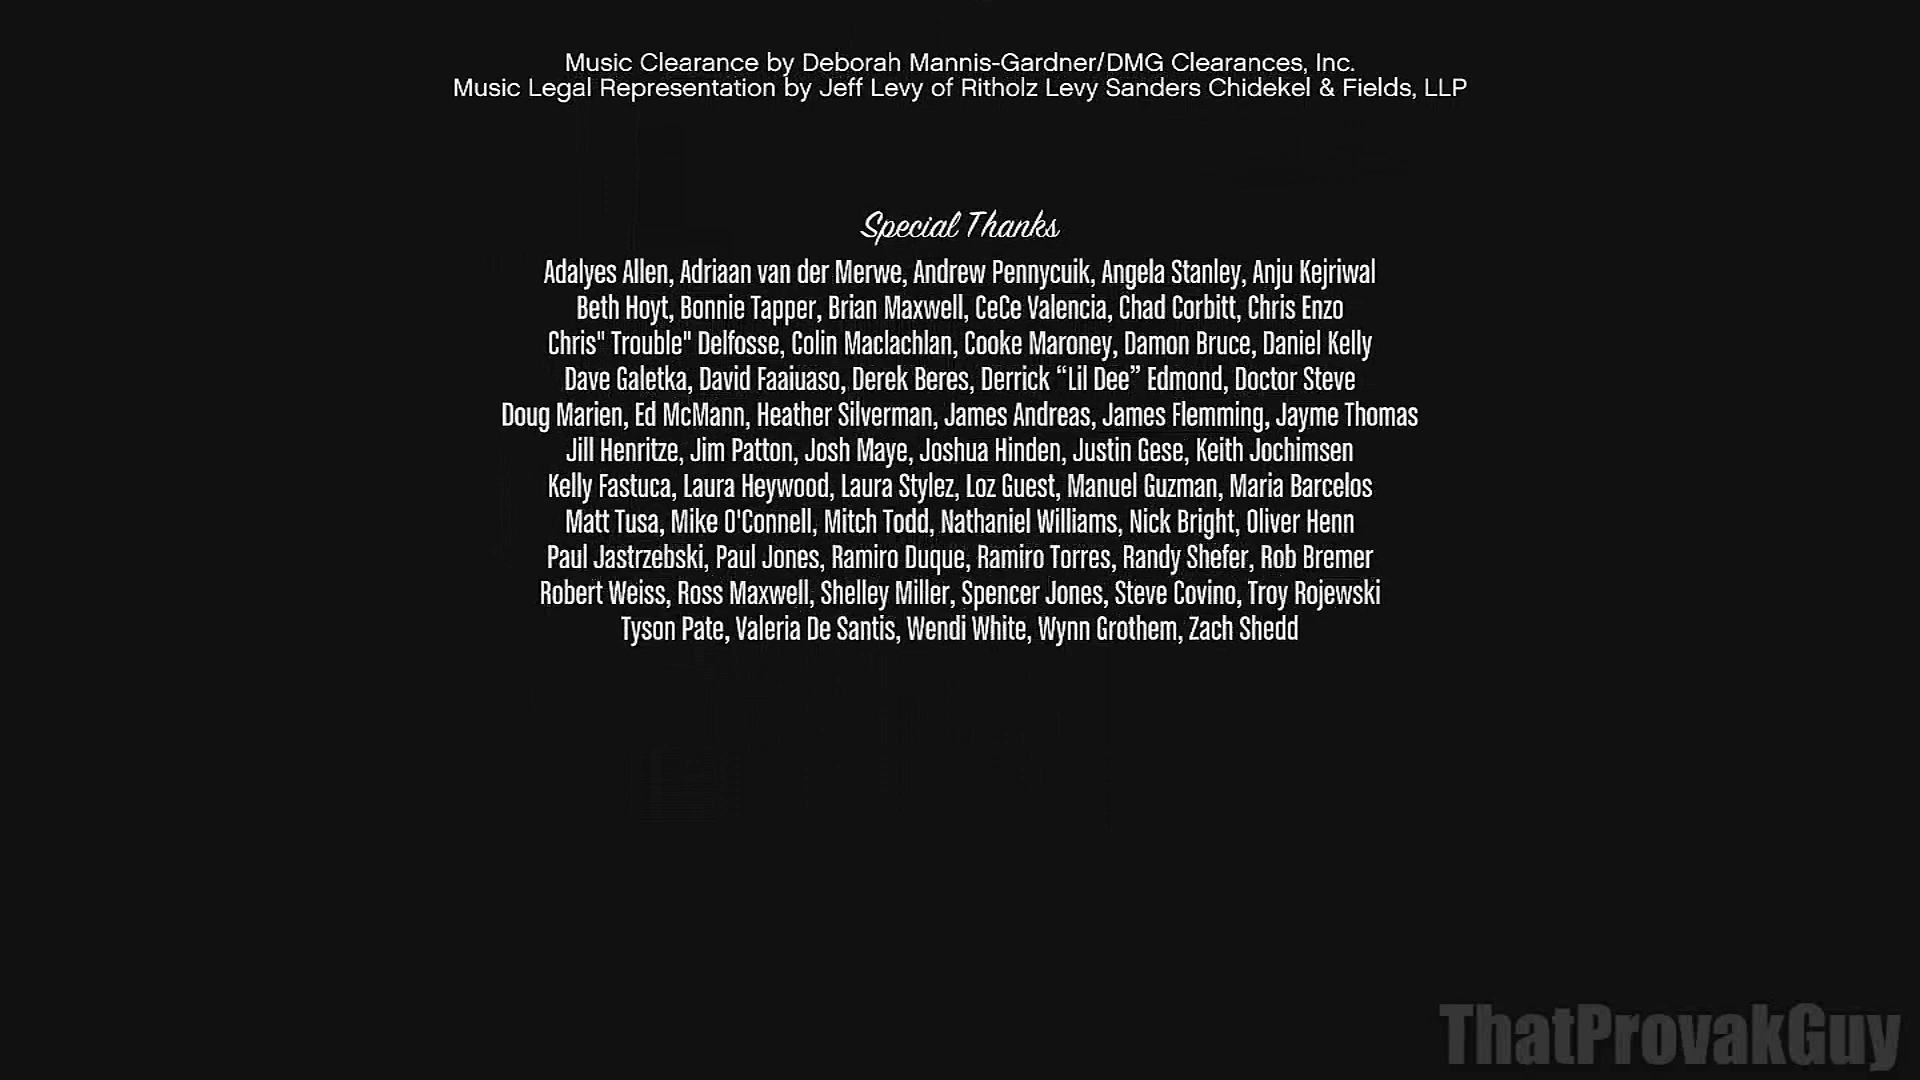 Music Clearance by Deborah Mannis-Gardner/DMG Clearances, Inc.
Music Legal Representation by Jeff Levy of Ritholz Levy Sanders Chidekel & Fields, LLP
Special Thanks
Adalyes Allen, Adriaan van der Merwe, Andrew Pennycuik, Angela Stanley, Anju Kejriwal
Beth Hoyt, Bonnie Tapper, Brian Maxwell, CeCe Valencia, Chad Corbitt, Chris Enzo
Chris" Trouble" Delfosse, Colin Maclachlan, Cooke Maroney, Damon Bruce, Daniel Kelly
Dave Galetka, David Faaiuaso, Derek Beres, Derrick “Lil Dee” Edmond, Doctor Steve
Doug Marien, Ed McMann, Heather Silverman, James Andreas, James Flemming, Jayme Thomas
Jill Henritze, Jim Patton, Josh Maye, Joshua Hinden, Justin Gese, Keith Jochimsen
Kelly Fastuca, Laura Heywood, Laura Stylez, Loz Guest, Manuel Guzman, Maria Barcelos
Matt Tusa, Mike O'Connell, Mitch Todd, Nathaniel Williams, Nick Bright, Oliver Henn
Paul Jastrzebski, Paul Jones, Ramiro Duque, Ramiro Torres, Randy Shefer, Rob Bremer
Robert Weiss, Ross Maxwell, Shelley Miller, Spencer Jones, Steve Covino, Troy Rojewski
Tyson Pate, Valeria De Santis, Wendi White, Wynn Grothem, Zach Shedd
ThatProvakGuy